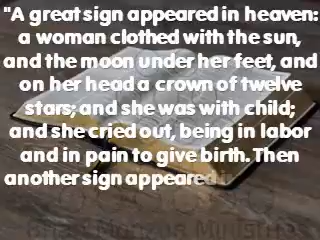 "A great sign appeared in heaven:
a woman clothed with the sun,
and the moon under her feet, and
on her head a crown of twelve
stars; and she was with child;
and she cried out, being in labor
and in pain to give birth. Then
another sign appeared